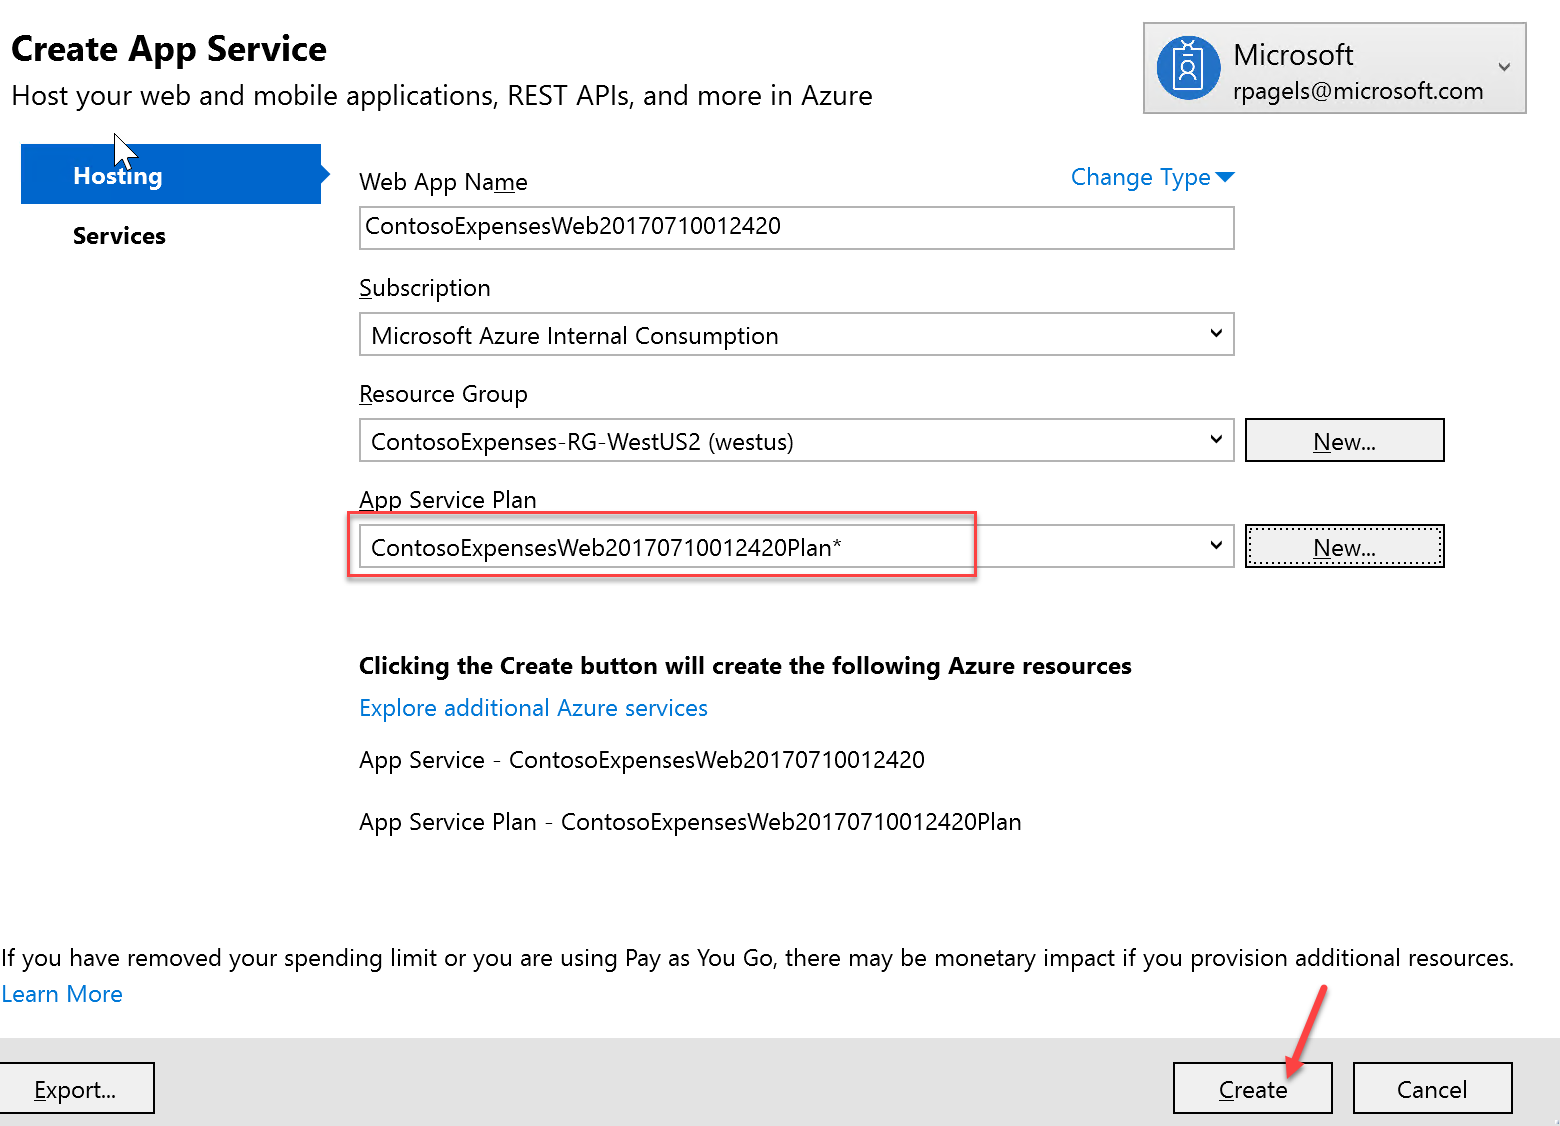 Create App Service
Host your web and mobile applications, REST APIs, and more in Azure
Microsoft
rpagels@microsoft.com
Hosting
Services
Web App Name
Change Type
ContosoExpensesWeb20170710012420
Subscription
Microsoft Azure Internal Consumption
Resource Group
ContosoExpenses-RG-WestUS2 (westus)
New...
App Service Plan
ContosoExpensesWeb20170710012420Plan*
New...
Clicking the Create button will create the following Azure resources
Explore additional Azure services
App Service - ContosoExpensesWeb20170710012420
App Service Plan - ContosoExpensesWeb20170710012420Plan
If you have removed your spending limit or you are using Pay as You Go, there may be monetary impact if you provision additional resources.
Learn More
Export...
Create
Cancel